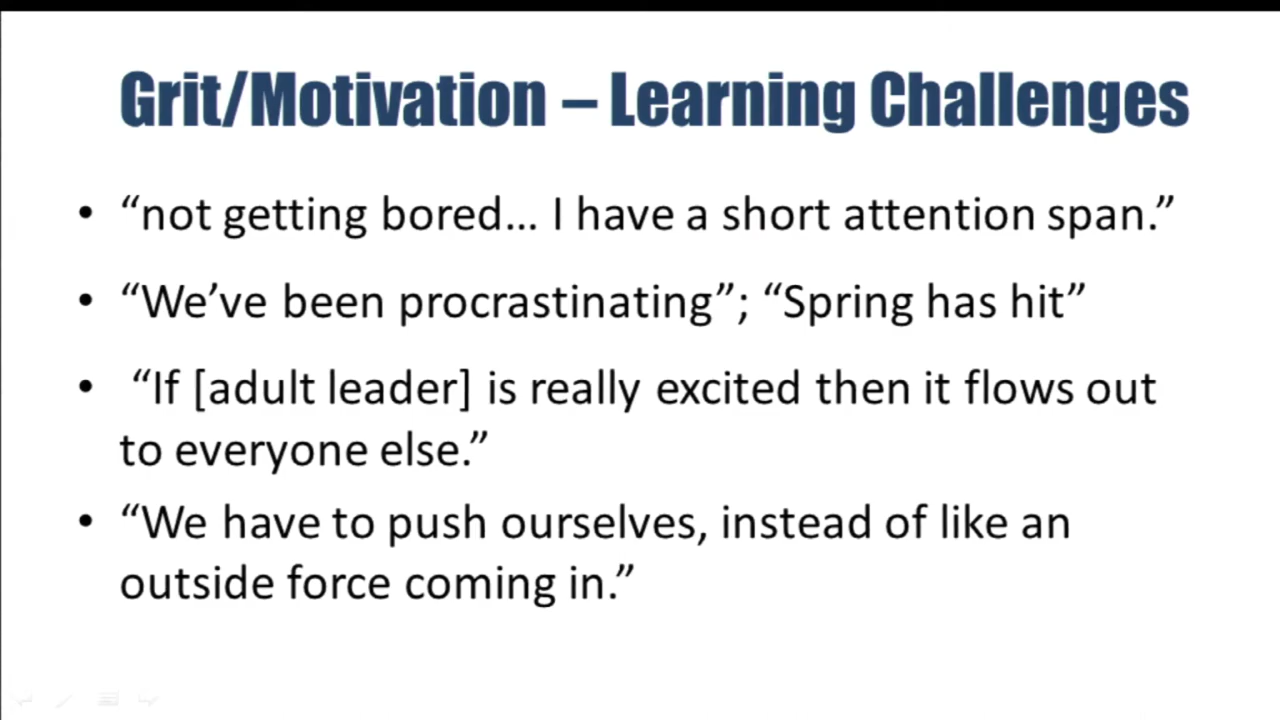 Grit/Motivation – Learning Challenges
• “not getting bored... I have a short attention span.”
• “We’ve been procrastinating”; “Spring has hit”
• “If [adult leader] is really excited then it flows out
to everyone else.”
• “We have to push ourselves, instead of like an
outside force coming in.”